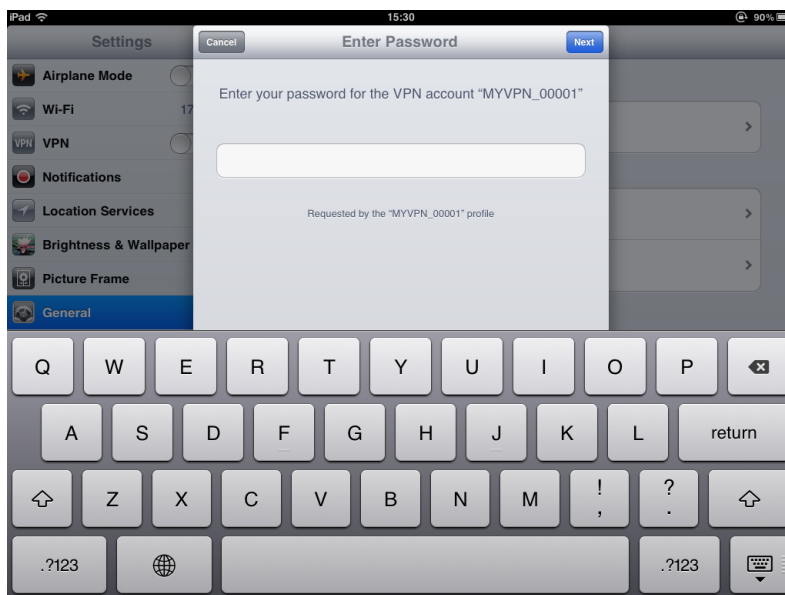 iPad 15:30 90%
Settings
Cancel Enter Password Next
Airplane Mode
Wi-Fi 17
VPN VPN
Notifications
Location Services
Brightness & Wallpaper
Picture Frame
General
Enter your password for the VPN account “MYVPN_00001”
Requested by the “MYVPN_00001” profile
Q W E R T Y U I O P
A S D F G H J K L return
Z X C V B N M ! , ? .
.?123 .?123